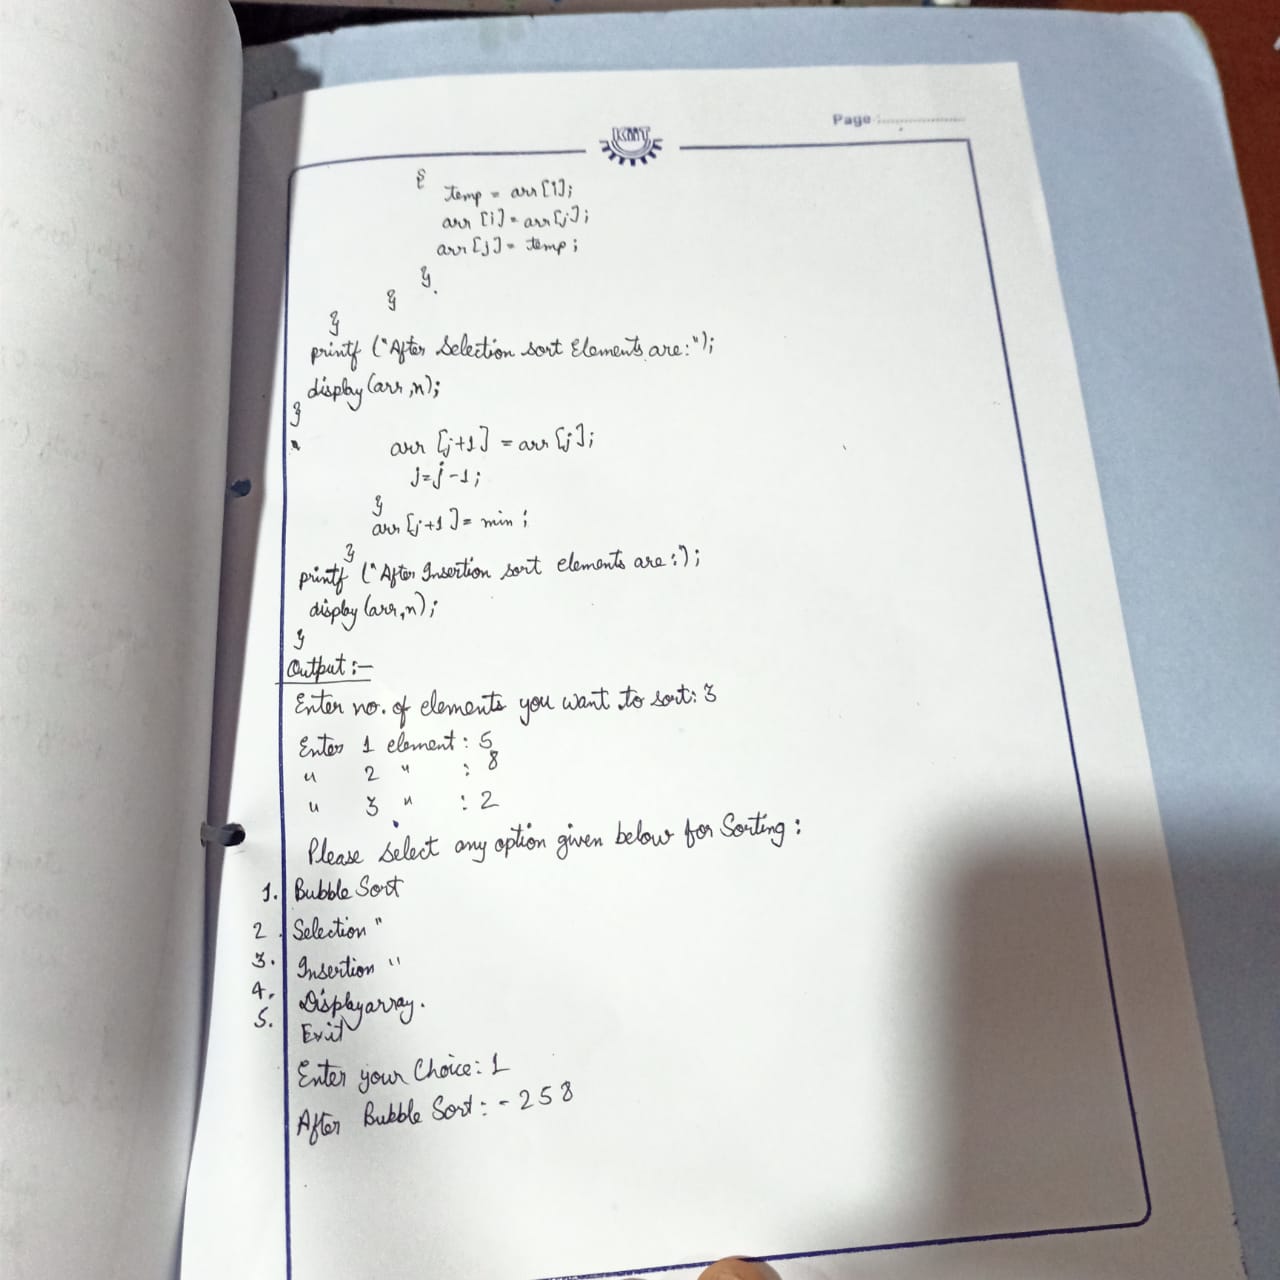 KMT
Page
{
temp = arr[i];
arr [i] = arr[j];
arr [j] = temp ;
}.
}
}
printf ("After Selection sort Elements are:");
display(arr,n);
}
arr [j+1] = arr [j];
j=j-1;
}
arr [j+1] = min ;
}
printf ("After Insertion sort elements are:");
display(arr,n);
}
Output :-
Enter no. of elements you want to sort: 3
Enter 1 element : 5
" 2 " : 8
" 3 " : 2
Please select any option given below for Sorting :
1. Bubble Sort
2. Selection "
3. Insertion "
4. Display array.
5. Exit
Enter your Choice: 1
After Bubble Sort: - 2 5 8